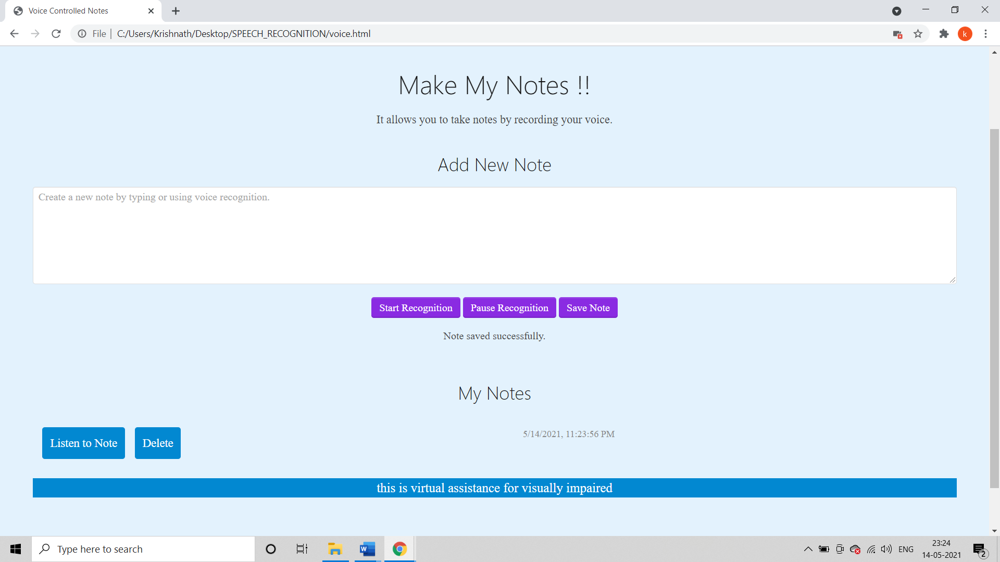 Voice Controlled Notes
File | C:/Users/Krishnath/Desktop/SPEECH_RECOGNITION/voice.html
k
Make My Notes !!
It allows you to take notes by recording your voice.
Add New Note
Create a new note by typing or using voice recognition.
Start Recognition Pause Recognition Save Note
Note saved successfully.
My Notes
Listen to Note Delete 5/14/2021, 11:23:56 PM
this is virtual assistance for visually impaired
Type here to search
W
ENG
23:24
14-05-2021
2